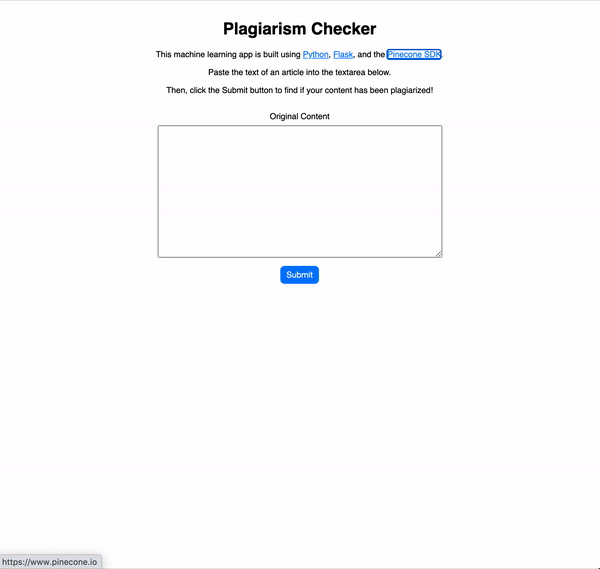 Plagiarism Checker
This machine learning app is built using Python, Flask, and the Pinecone SDK.
Paste the text of an article into the textarea below.
Then, click the Submit button to find if your content has been plagiarized!
Original Content
Submit
https://www.pinecone.io